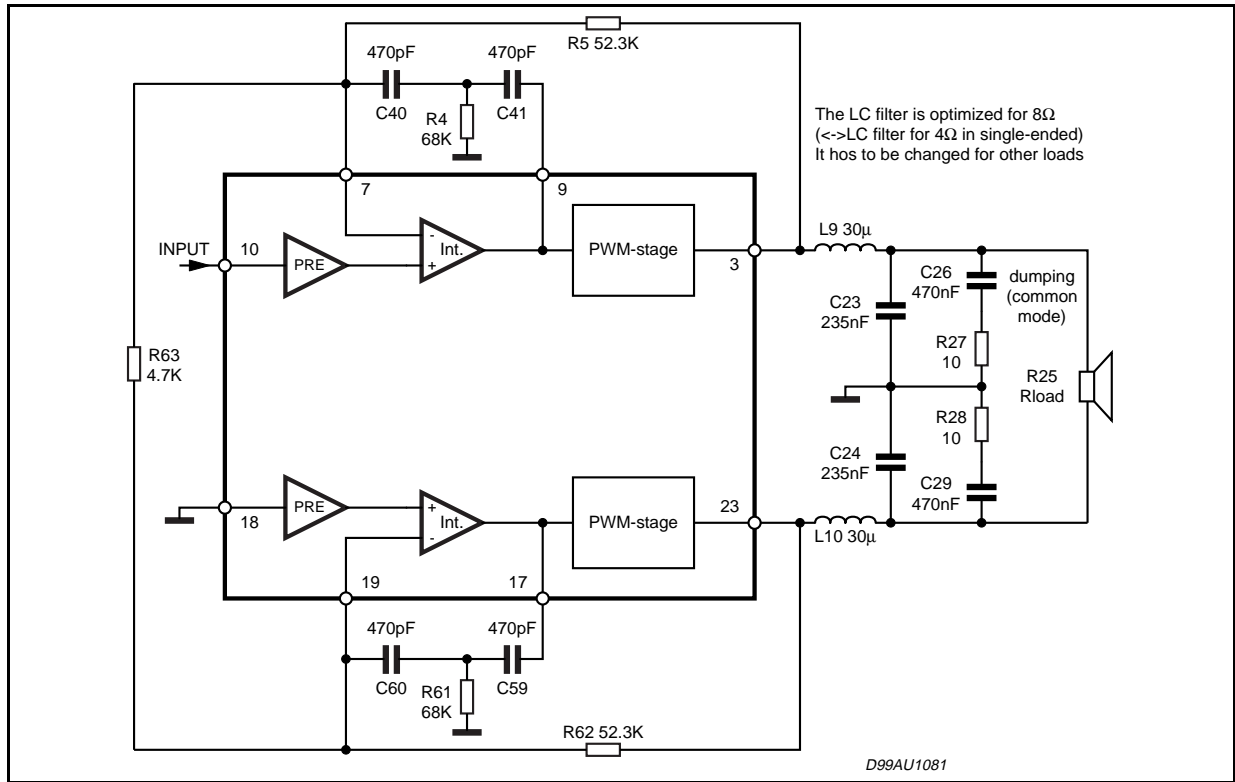 R5 52.3K
470pF
470pF
C40
R4
68K
C41
The LC filter is optimized for 8Ω
(<->LC filter for 4Ω in single-ended)
It hos to be changed for other loads
7
9
INPUT
10
PRE
-
Int.
+
PWM-stage
3
L9 30µ
C23
235nF
C26
470nF
dumping
(common
mode)
R27
10
R63
4.7K
R25
Rload
R28
10
C24
235nF
C29
470nF
18
PRE
+
Int.
-
PWM-stage
23
L10 30µ
19
17
470pF
470pF
C60
R61
68K
C59
R62 52.3K
D99AU1081